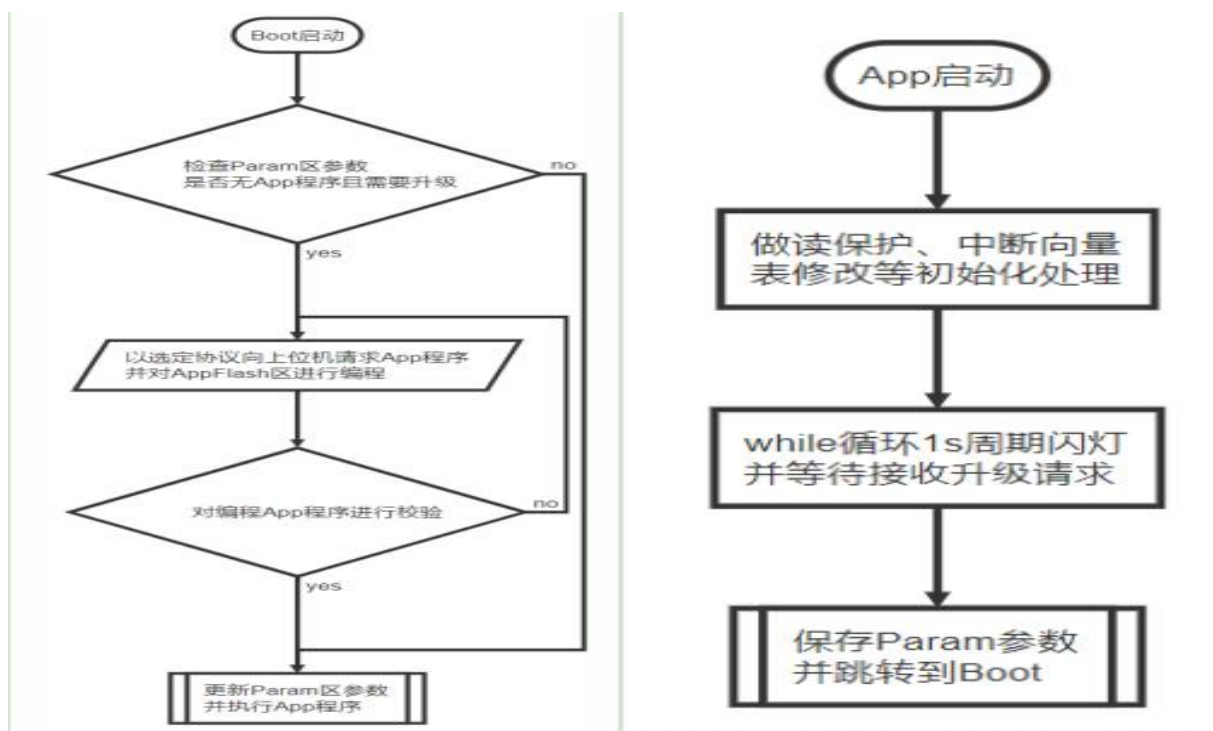 Boot启动
检查Param区参数
是否无App程序且需要升级
no
yes
以选定协议向上位机请求App程序
并对AppFlash区进行编程
对编程App程序进行校验
no
yes
更新Param区参数
并执行App程序
App启动
做读保护、中断向量
表修改等初始化处理
while循环1s周期闪灯
并等待接收升级请求
保存Param参数
并跳转到Boot